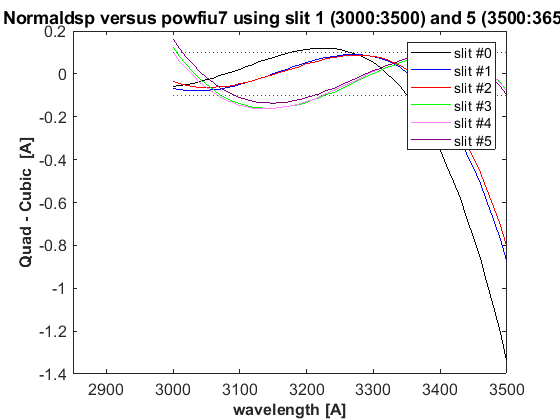 Normaldsp versus powfiu7 using slit 1 (3000:3500) and 5 (3500:365
0.2
0
-0.2
-0.4
-0.6
-0.8
-1
-1.2
-1.4
Quad - Cubic [A]
slit #0
slit #1
slit #2
slit #3
slit #4
slit #5
2900 3000 3100 3200 3300 3400 3500
wavelength [A]